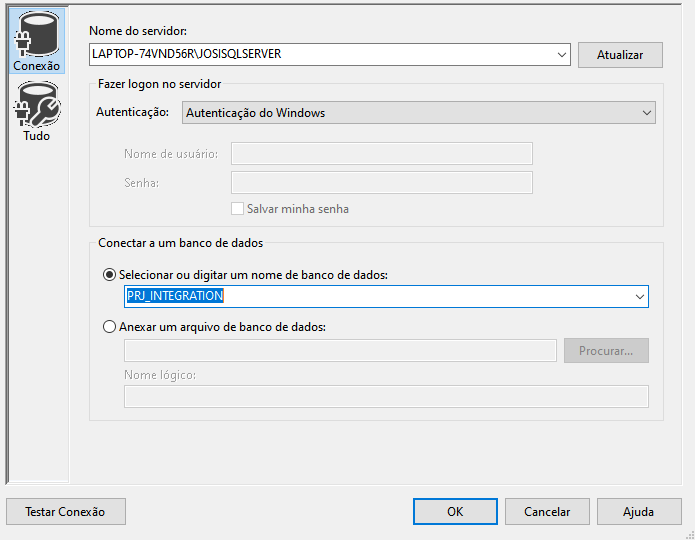 Conexão
Tudo
Nome do servidor:
LAPTOP-74VND56R\JOSISQLSERVER
Atualizar
Fazer logon no servidor
Autenticação:
Autenticação do Windows
Nome de usuário:
Senha:
Salvar minha senha
Conectar a um banco de dados
Selecionar ou digitar um nome de banco de dados:
PRJ_INTEGRATION
Anexar um arquivo de banco de dados:
Procurar...
Nome lógico:
Testar Conexão
OK
Cancelar
Ajuda